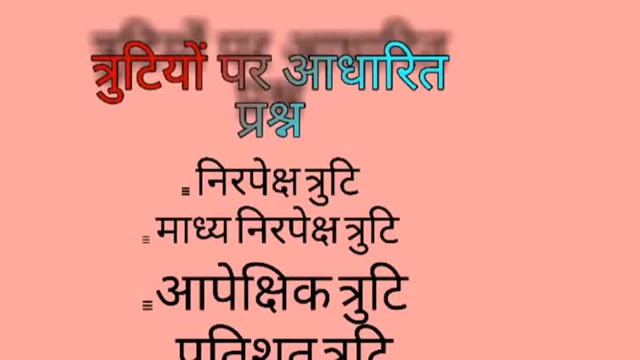 त्रुटियों पर आधारित
प्रश्न
निरपेक्ष त्रुटि
माध्य निरपेक्ष त्रुटि
आपेक्षिक त्रुटि
प्रतिशत त्रुटि